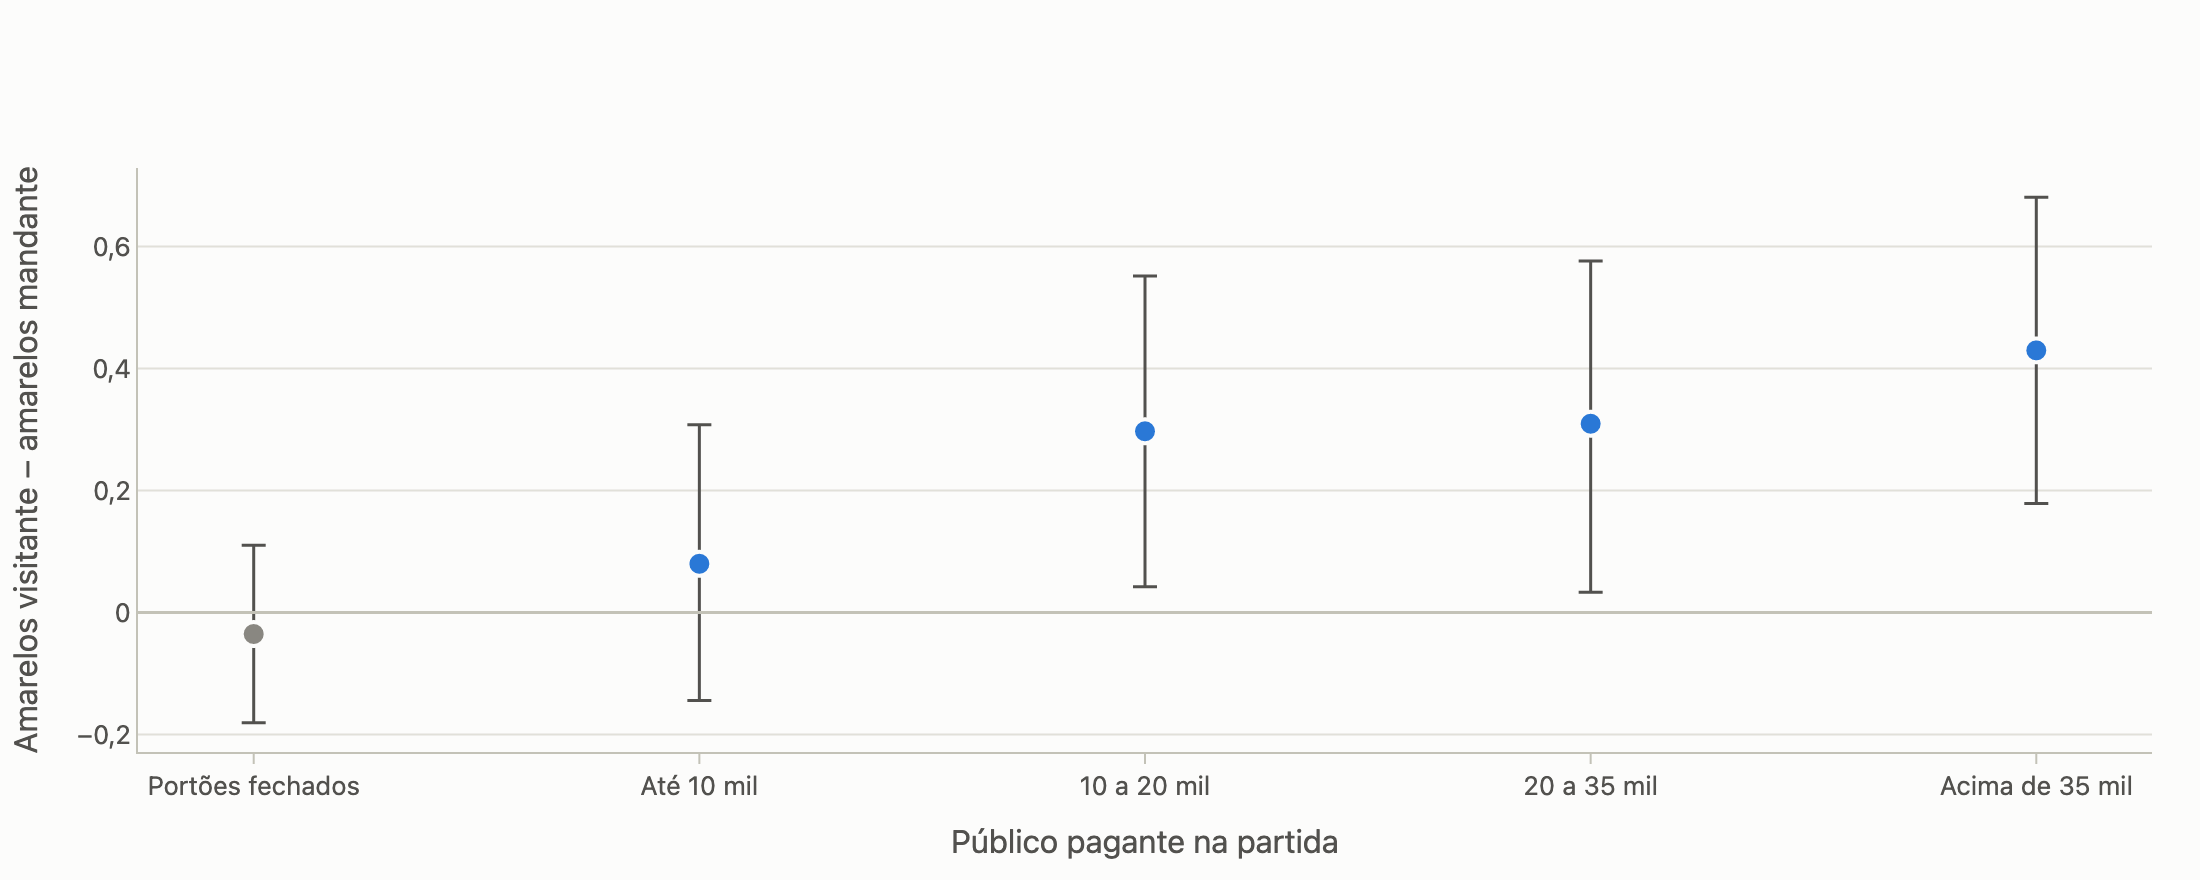 Amarelos visitante – amarelos mandante
0,6
0,4
0,2
0
−0,2
Portões fechados
Até 10 mil
10 a 20 mil
20 a 35 mil
Acima de 35 mil
Público pagante na partida